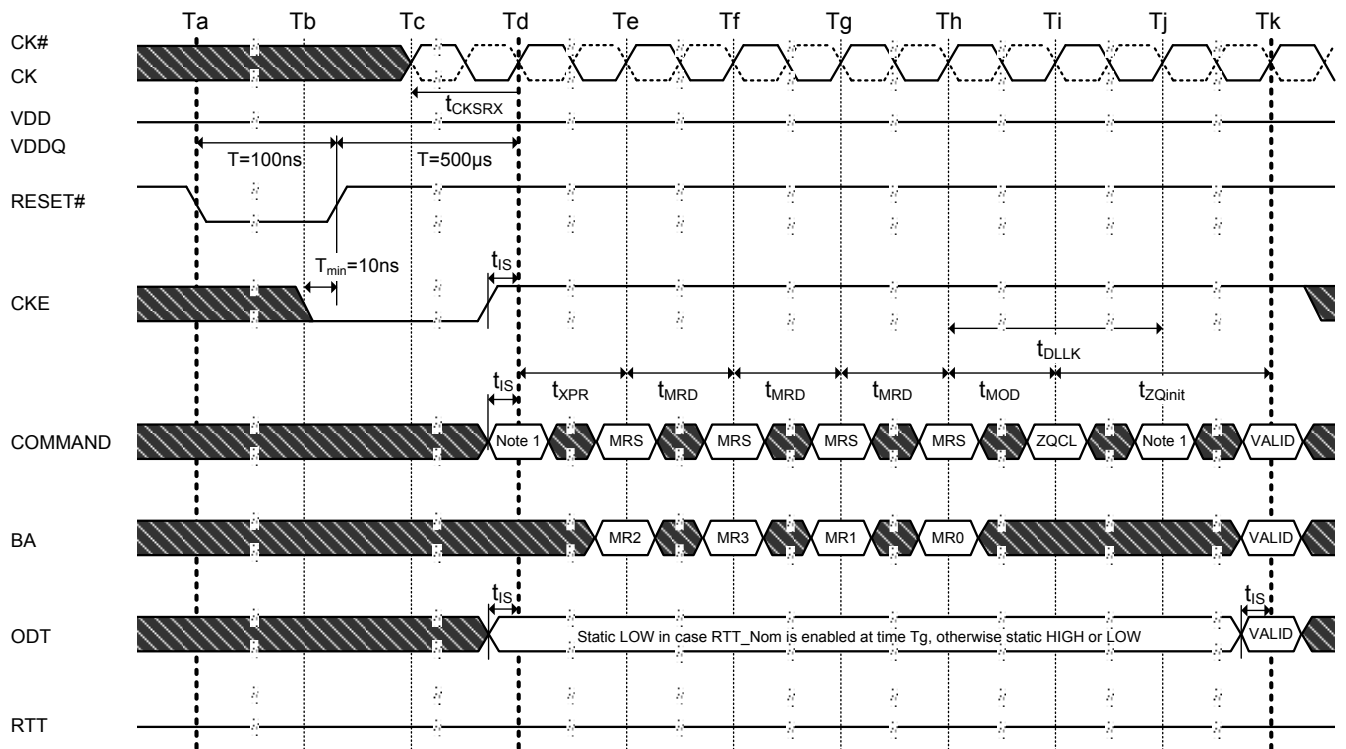 Ta Tb Tc Td Te Tf Tg Th Ti Tj Tk
CK#
CK
tCKSRX
VDD
VDDQ
T=100ns T=500µs
RESET#
Tmin=10ns tIS
CKE
tDLLK
tIS tXPR tMRD tMRD tMRD tMOD tZQinit
COMMAND Note 1 MRS MRS MRS MRS ZQCL Note 1 VALID
BA MR2 MR3 MR1 MR0 VALID
tIS tIS
ODT Static LOW in case RTT_Nom is enabled at time Tg, otherwise static HIGH or LOW VALID
RTT